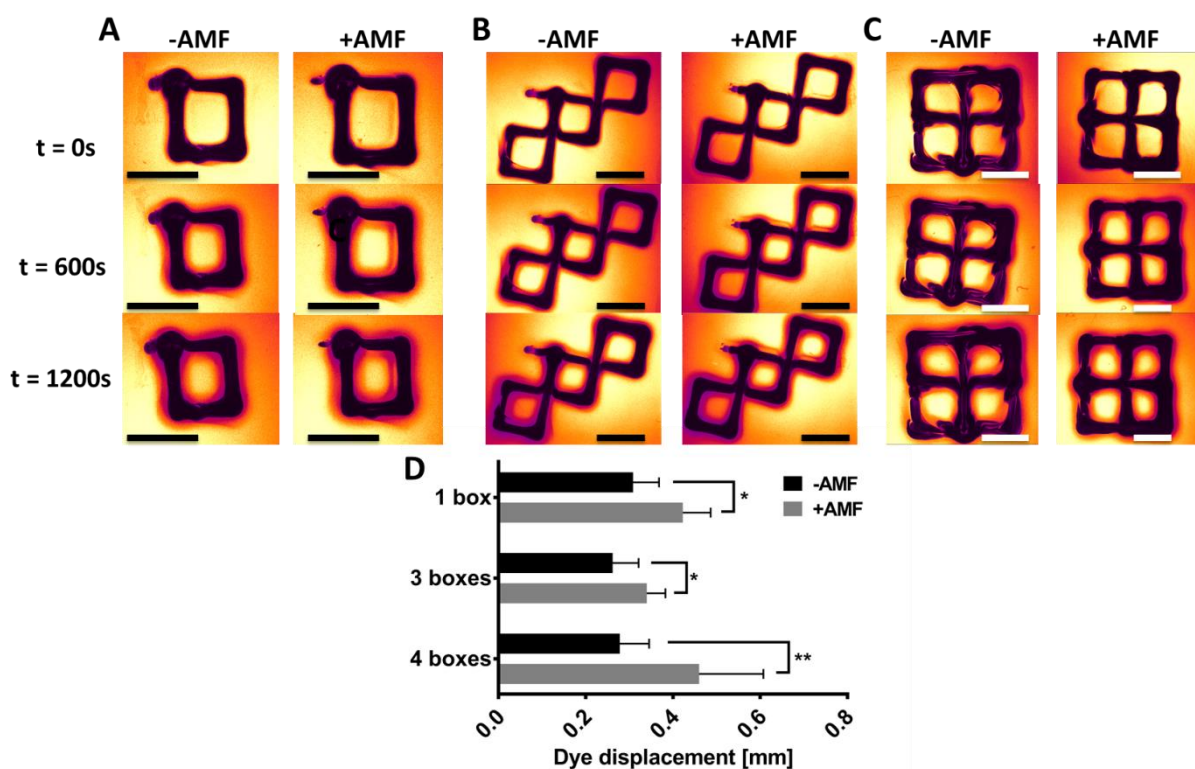 A
-AMF
+AMF
B
-AMF
+AMF
C
-AMF
+AMF
t = 0s
t = 600s
t = 1200s
D
1 box
3 boxes
4 boxes
*
*
**
-AMF
+AMF
0.0
0.2
0.4
0.6
0.8
Dye displacement [mm]